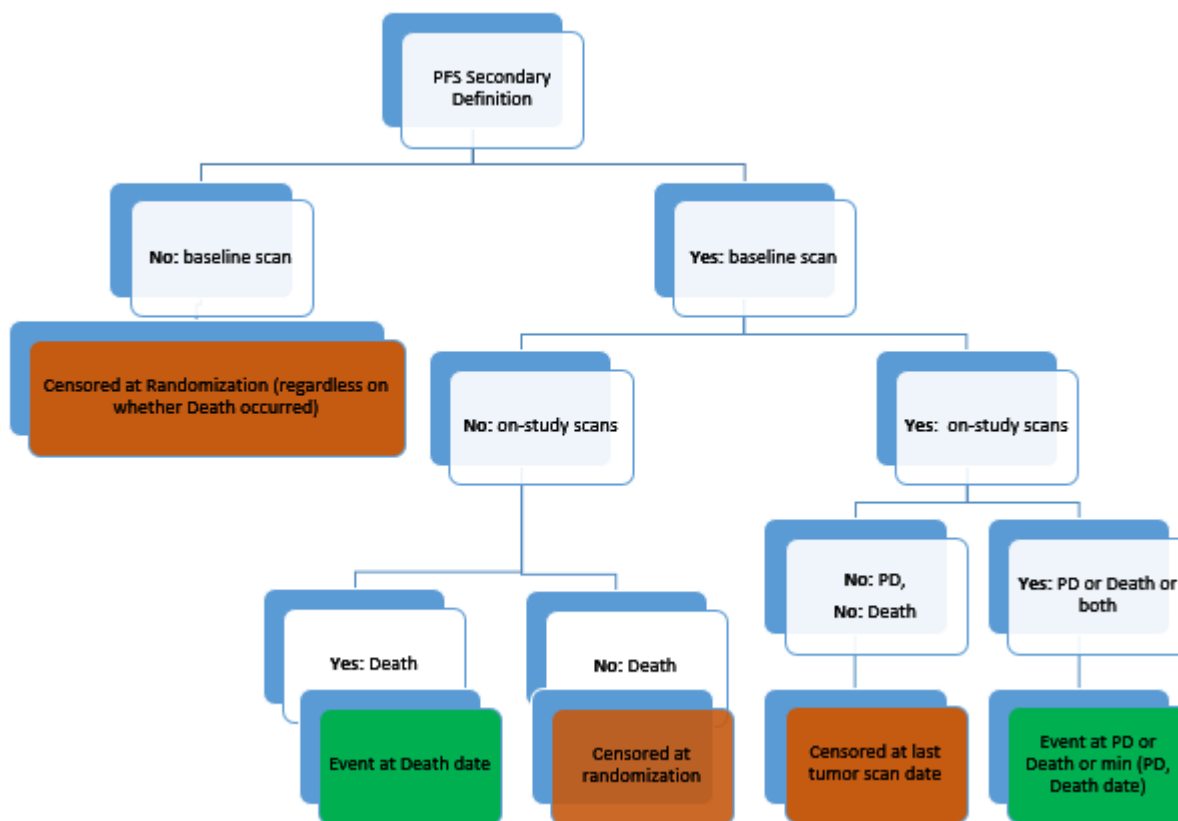 PFS Secondary
Definition
No: baseline scan
Yes: baseline scan
Censored at Randomization (regardless on
whether Death occurred)
No: on-study scans
Yes: on-study scans
Yes: Death
No: Death
No: PD,
No: Death
Yes: PD or Death or
both
Event at Death date
Censored at
randomization
Censored at last
tumor scan date
Event at PD or
Death or min (PD,
Death date)